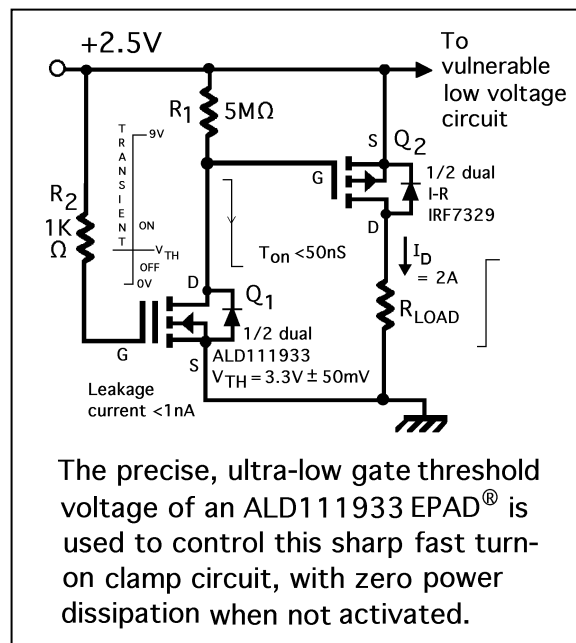 +2.5V
To
vulnerable
low voltage
circuit
R1
5MΩ
TRANSIENT
9V
S
Q2
G
1/2 dual
I-R
IRF7329
R2
1K
Ω
ON
VTH
OFF
0V
Ton <50nS
D
ID
= 2A
D
Q1
RLOAD
1/2 dual
ALD111933
VTH = 3.3V ± 50mV
G
S
Leakage
current <1nA
The precise, ultra-low gate threshold
voltage of an ALD111933 EPAD® is
used to control this sharp fast turn-
on clamp circuit, with zero power
dissipation when not activated.